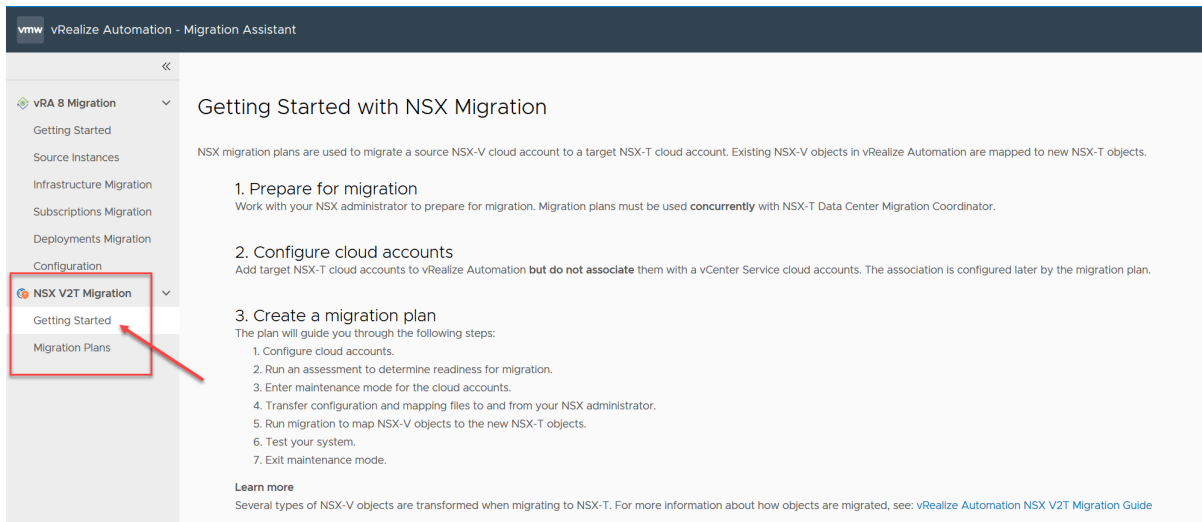 vmw vRealize Automation - Migration Assistant
vRA 8 Migration
Getting Started
Source Instances
Infrastructure Migration
Subscriptions Migration
Deployments Migration
Configuration
NSX V2T Migration
Getting Started
Migration Plans
Getting Started with NSX Migration
NSX migration plans are used to migrate a source NSX-V cloud account to a target NSX-T cloud account. Existing NSX-V objects in vRealize Automation are mapped to new NSX-T objects.
1. Prepare for migration
Work with your NSX administrator to prepare for migration. Migration plans must be used concurrently with NSX-T Data Center Migration Coordinator.
2. Configure cloud accounts
Add target NSX-T cloud accounts to vRealize Automation but do not associate them with a vCenter Service cloud accounts. The association is configured later by the migration plan.
3. Create a migration plan
The plan will guide you through the following steps:
1. Configure cloud accounts.
2. Run an assessment to determine readiness for migration.
3. Enter maintenance mode for the cloud accounts.
4. Transfer configuration and mapping files to and from your NSX administrator.
5. Run migration to map NSX-V objects to the new NSX-T objects.
6. Test your system.
7. Exit maintenance mode.
Learn more
Several types of NSX-V objects are transformed when migrating to NSX-T. For more information about how objects are migrated, see: vRealize Automation NSX V2T Migration Guide